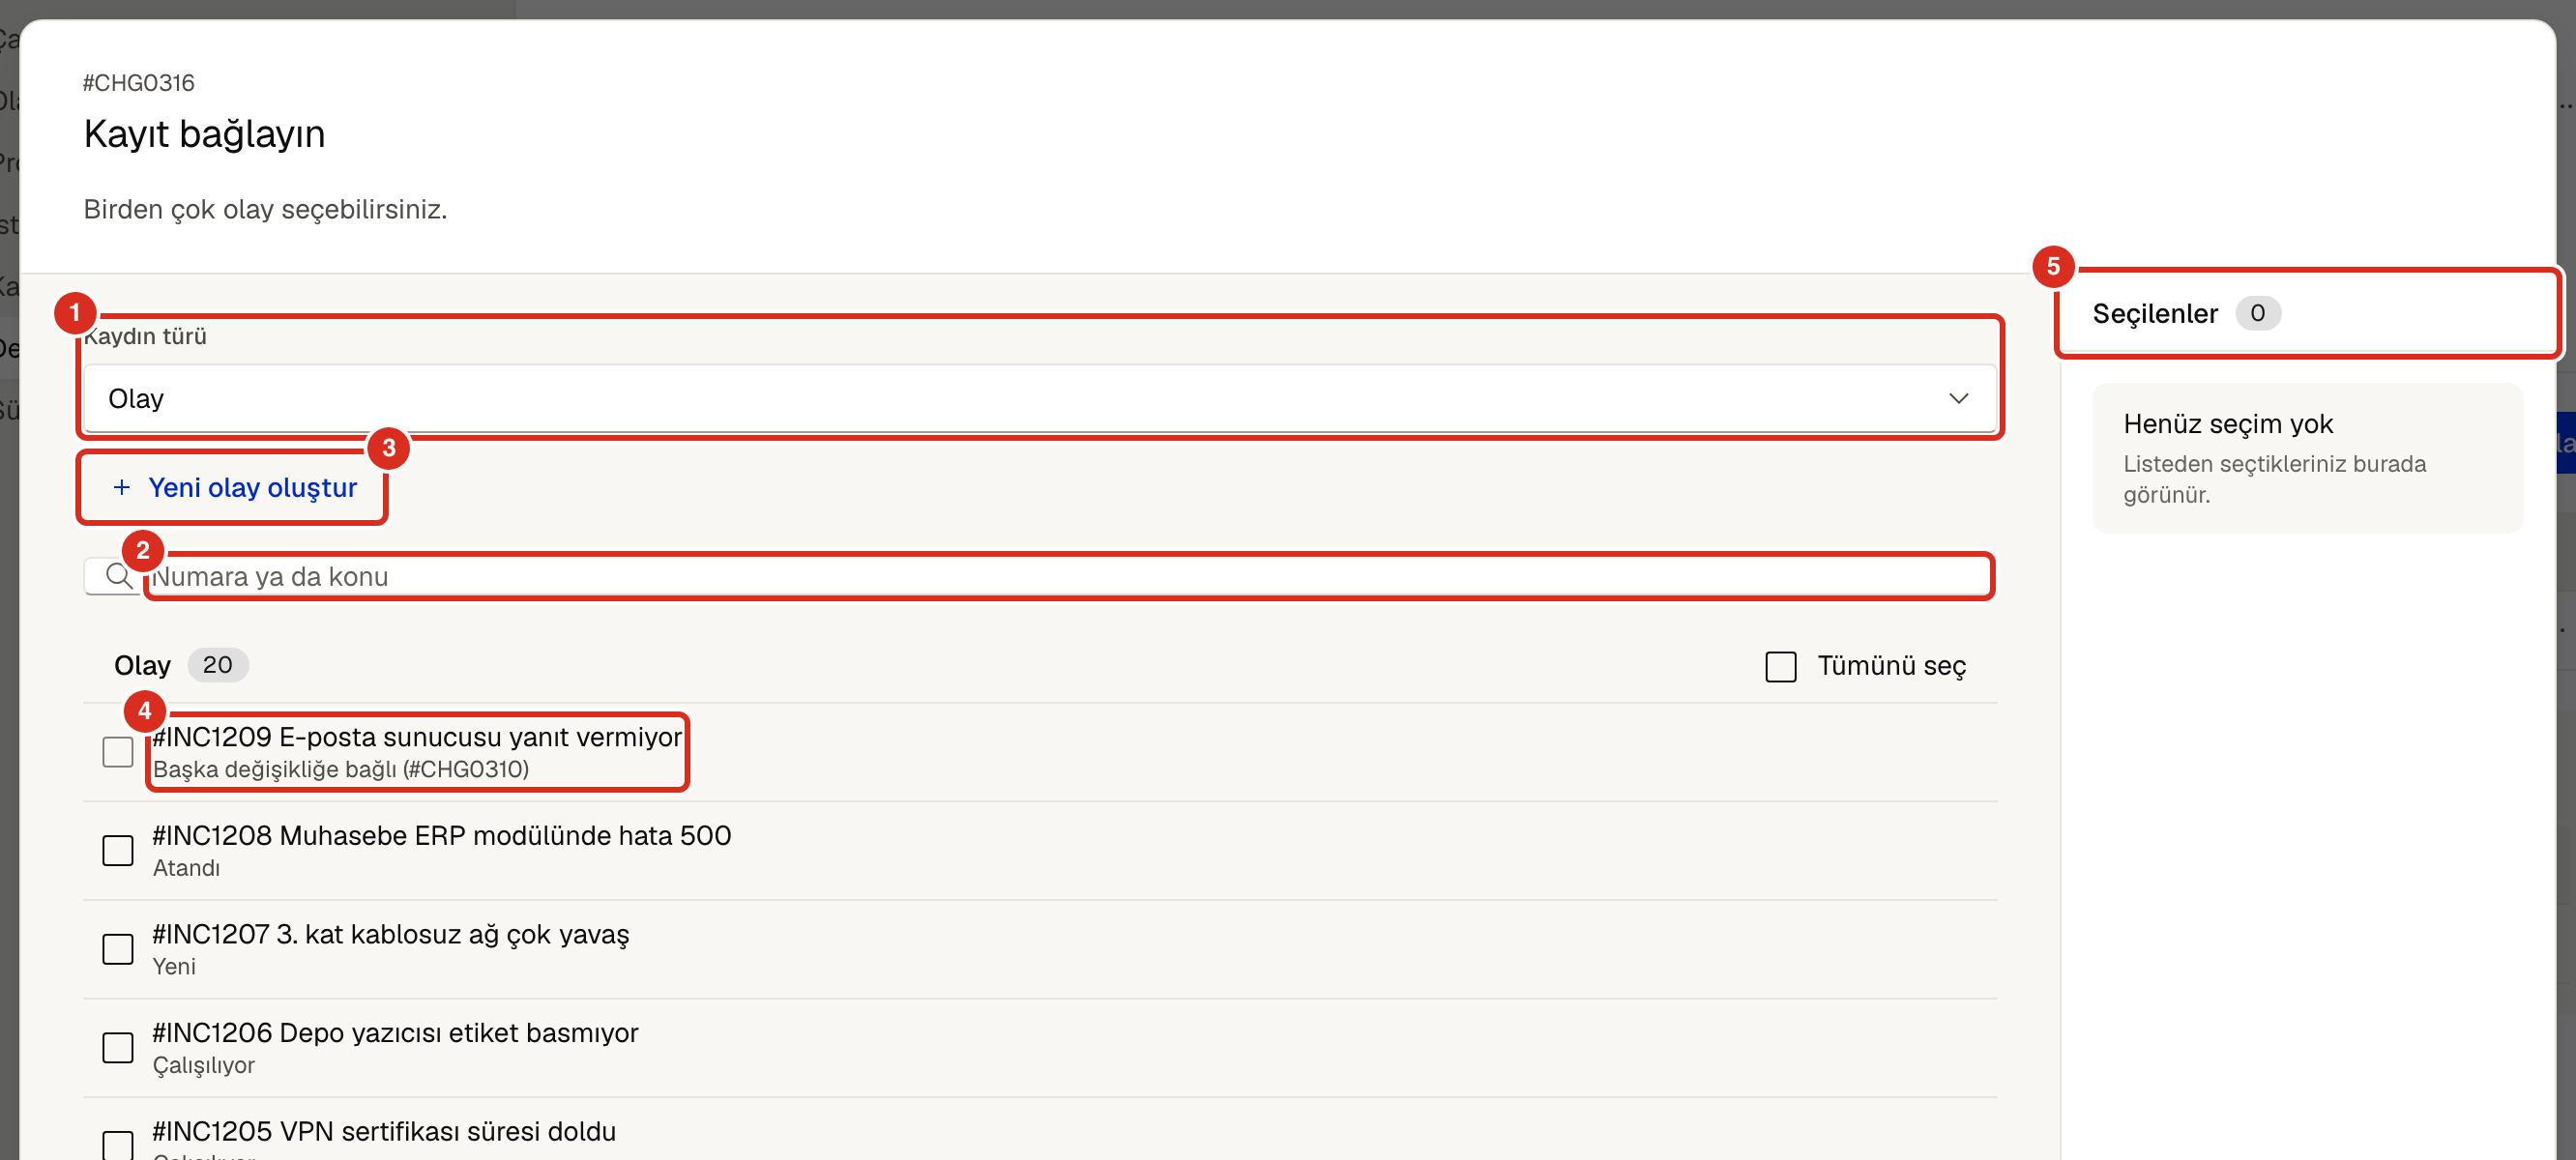 #CHG0316
Kayıt bağlayın
Birden çok olay seçebilirsiniz.
1
Kaydın türü
Olay
3
+ Yeni olay oluştur
2
Numara ya da konu
Olay 20
Tümünü seç
4
#INC1209 E-posta sunucusu yanıt vermiyor
Başka değişikliğe bağlı (#CHG0310)
#INC1208 Muhasebe ERP modülünde hata 500
Atandı
#INC1207 3. kat kablosuz ağ çok yavaş
Yeni
#INC1206 Depo yazıcısı etiket basmıyor
Çalışılıyor
#INC1205 VPN sertifikası süresi doldu
5
Seçilenler 0
Henüz seçim yok
Listeden seçtikleriniz burada
görünür.